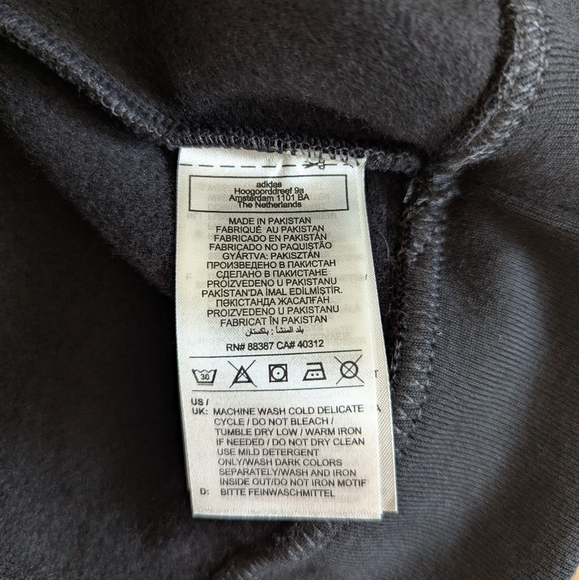 adidas
Hoogoorddreef 9a
Amsterdam 1101 BA
The Netherlands
MADE IN PAKISTAN
FABRIQUÉ AU PAKISTAN
FABRICADO EN PAKISTÁN
FABRICADO NO PAQUISTÃO
GYÁRTVA: PAKISZTÁN
ПРОИЗВЕДЕНО В ПАКИСТАН
СДЕЛАНО В ПАКИСТАНЕ
PROIZVEDENO U PAKISTANU
PAKİSTAN'DA İMAL EDİLMİŞTİR.
ПӘКІСТАНДА ЖАСАЛҒАН
PROIZVEDENO U PAKISTANU
FABRICAT ÎN PAKISTAN
بلد المنشأ : باكستان
RN# 88387 CA# 40312
30
US /
UK: MACHINE WASH COLD DELICATE
CYCLE / DO NOT BLEACH /
TUMBLE DRY LOW / WARM IRON
IF NEEDED / DO NOT DRY CLEAN
USE MILD DETERGENT
ONLY/WASH DARK COLORS
SEPARATELY/WASH AND IRON
INSIDE OUT/DO NOT IRON MOTIF
D: BITTE FEINWASCHMITTEL